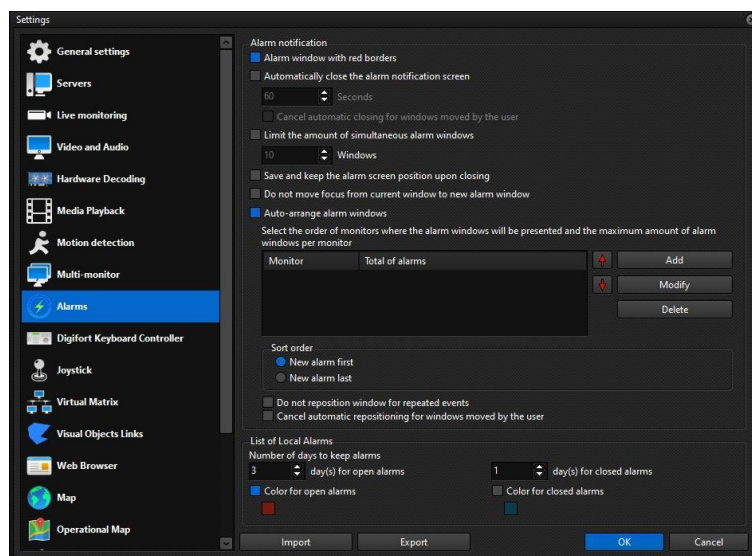 Settings
General settings
Servers
Live monitoring
Video and Audio
Hardware Decoding
Media Playback
Motion detection
Multi-monitor
Alarms
Digifort Keyboard Controller
Joystick
Virtual Matrix
Visual Objects Links
Web Browser
Map
Operational Map
Alarm notification
Alarm window with red borders
Automatically close the alarm notification screen
60 Seconds
Cancel automatic closing for windows moved by the user
Limit the amount of simultaneous alarm windows
10 Windows
Save and keep the alarm screen position upon closing
Do not move focus from current window to new alarm window
Auto-arrange alarm windows
Select the order of monitors where the alarm windows will be presented and the maximum amount of alarm
windows per monitor
Monitor Total of alarms
Add
Modify
Delete
Sort order
New alarm first
New alarm last
Do not reposition window for repeated events
Cancel automatic repositioning for windows moved by the user
List of Local Alarms
Number of days to keep alarms
3 day(s) for open alarms 1 day(s) for closed alarms
Color for open alarms Color for closed alarms
Import Export OK Cancel